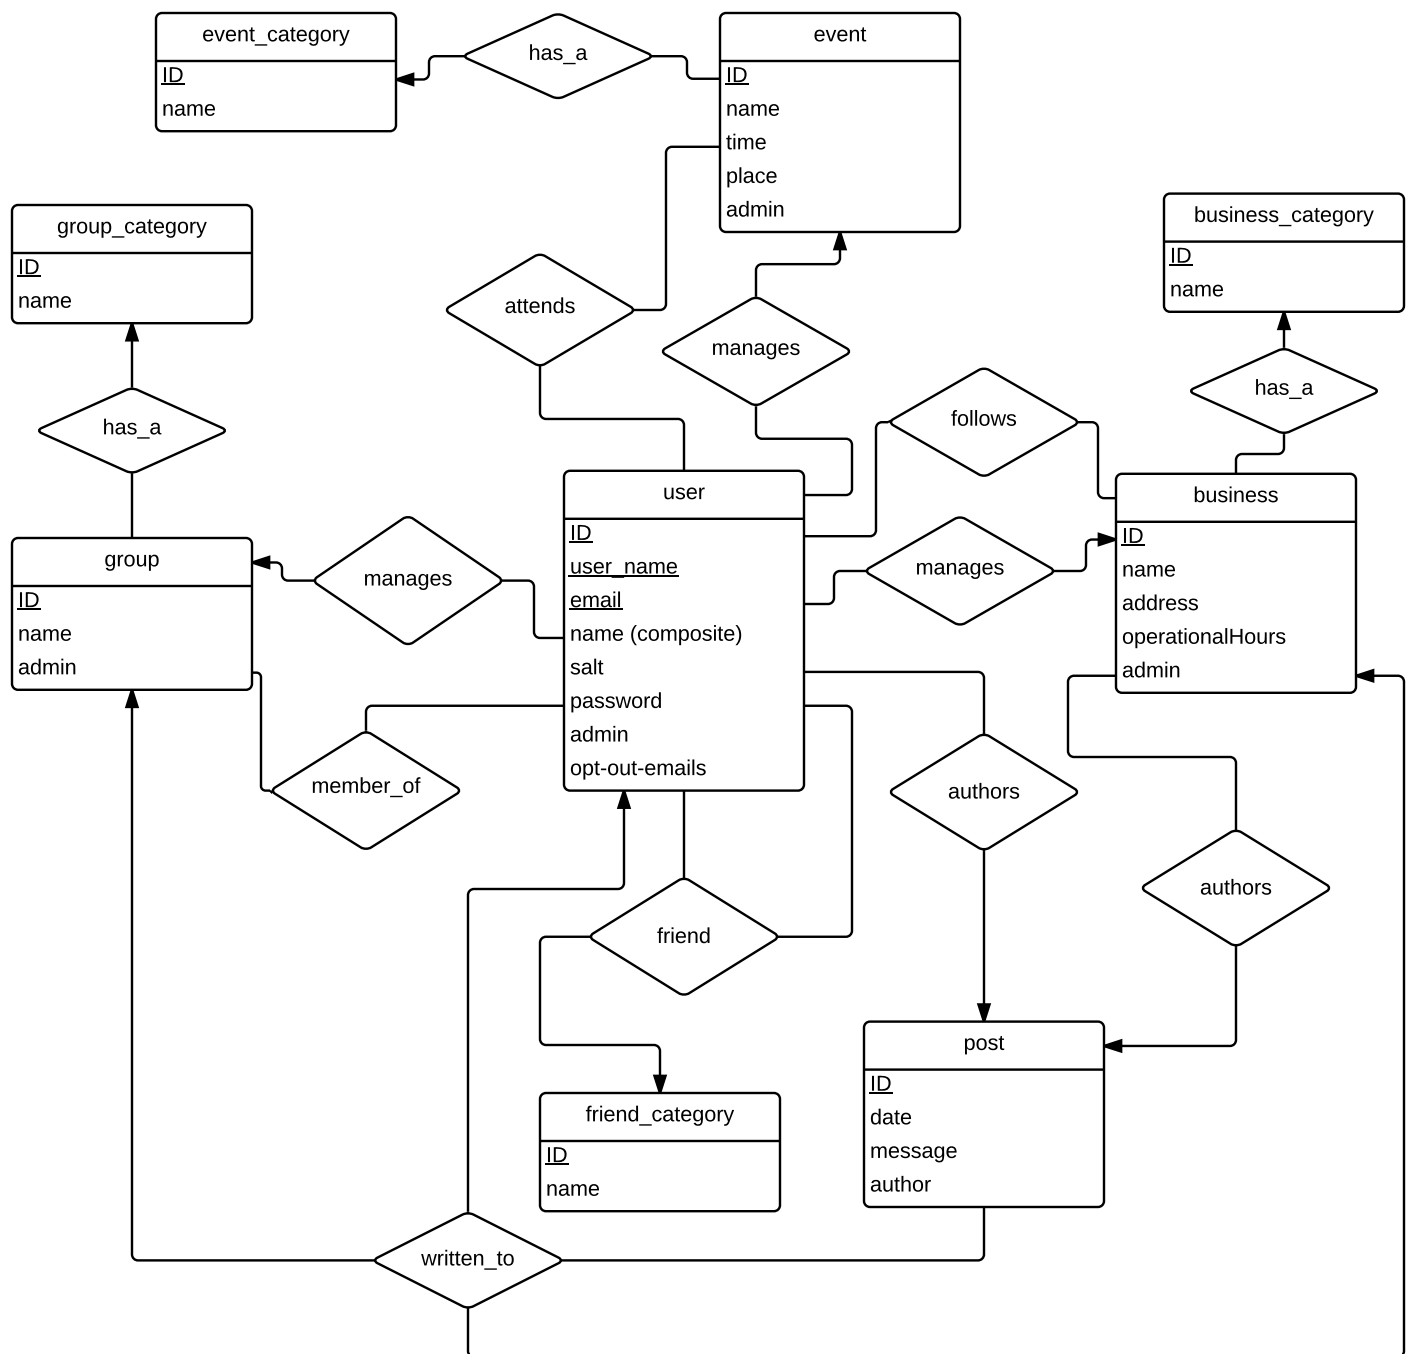 event_category
ID
name
has_a
event
ID
name
time
place
admin
group_category
ID
name
business_category
ID
name
attends
manages
has_a
follows
has_a
user
ID
user_name
email
name (composite)
salt
password
admin
opt-out-emails
business
ID
name
address
operationalHours
admin
group
ID
name
admin
manages
manages
member_of
authors
authors
friend
post
ID
date
message
author
friend_category
ID
name
written_to